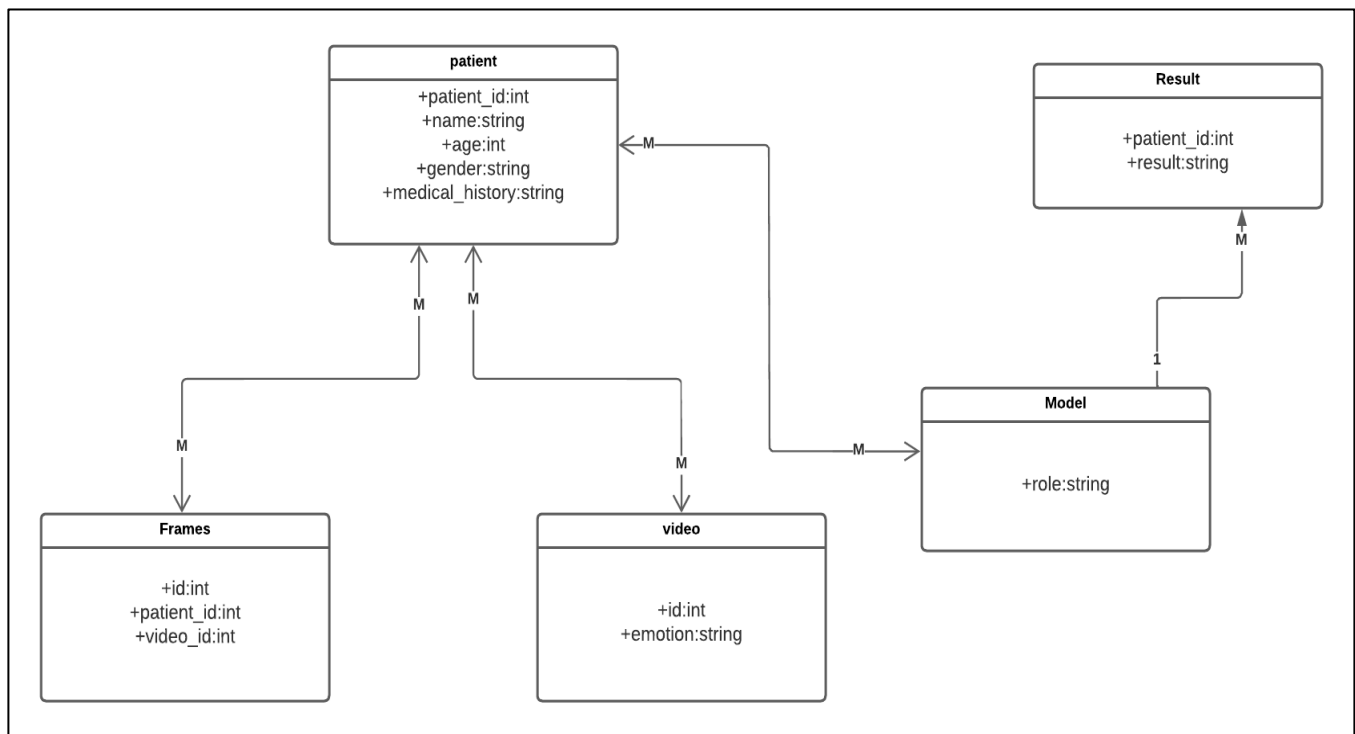 patient
+patient_id:int
+name:string
+age:int
+gender:string
+medical_history:string
Result
+patient_id:int
+result:string
M
M
M
M
1
M
M
M
Model
+role:string
Frames
+id:int
+patient_id:int
+video_id:int
video
+id:int
+emotion:string